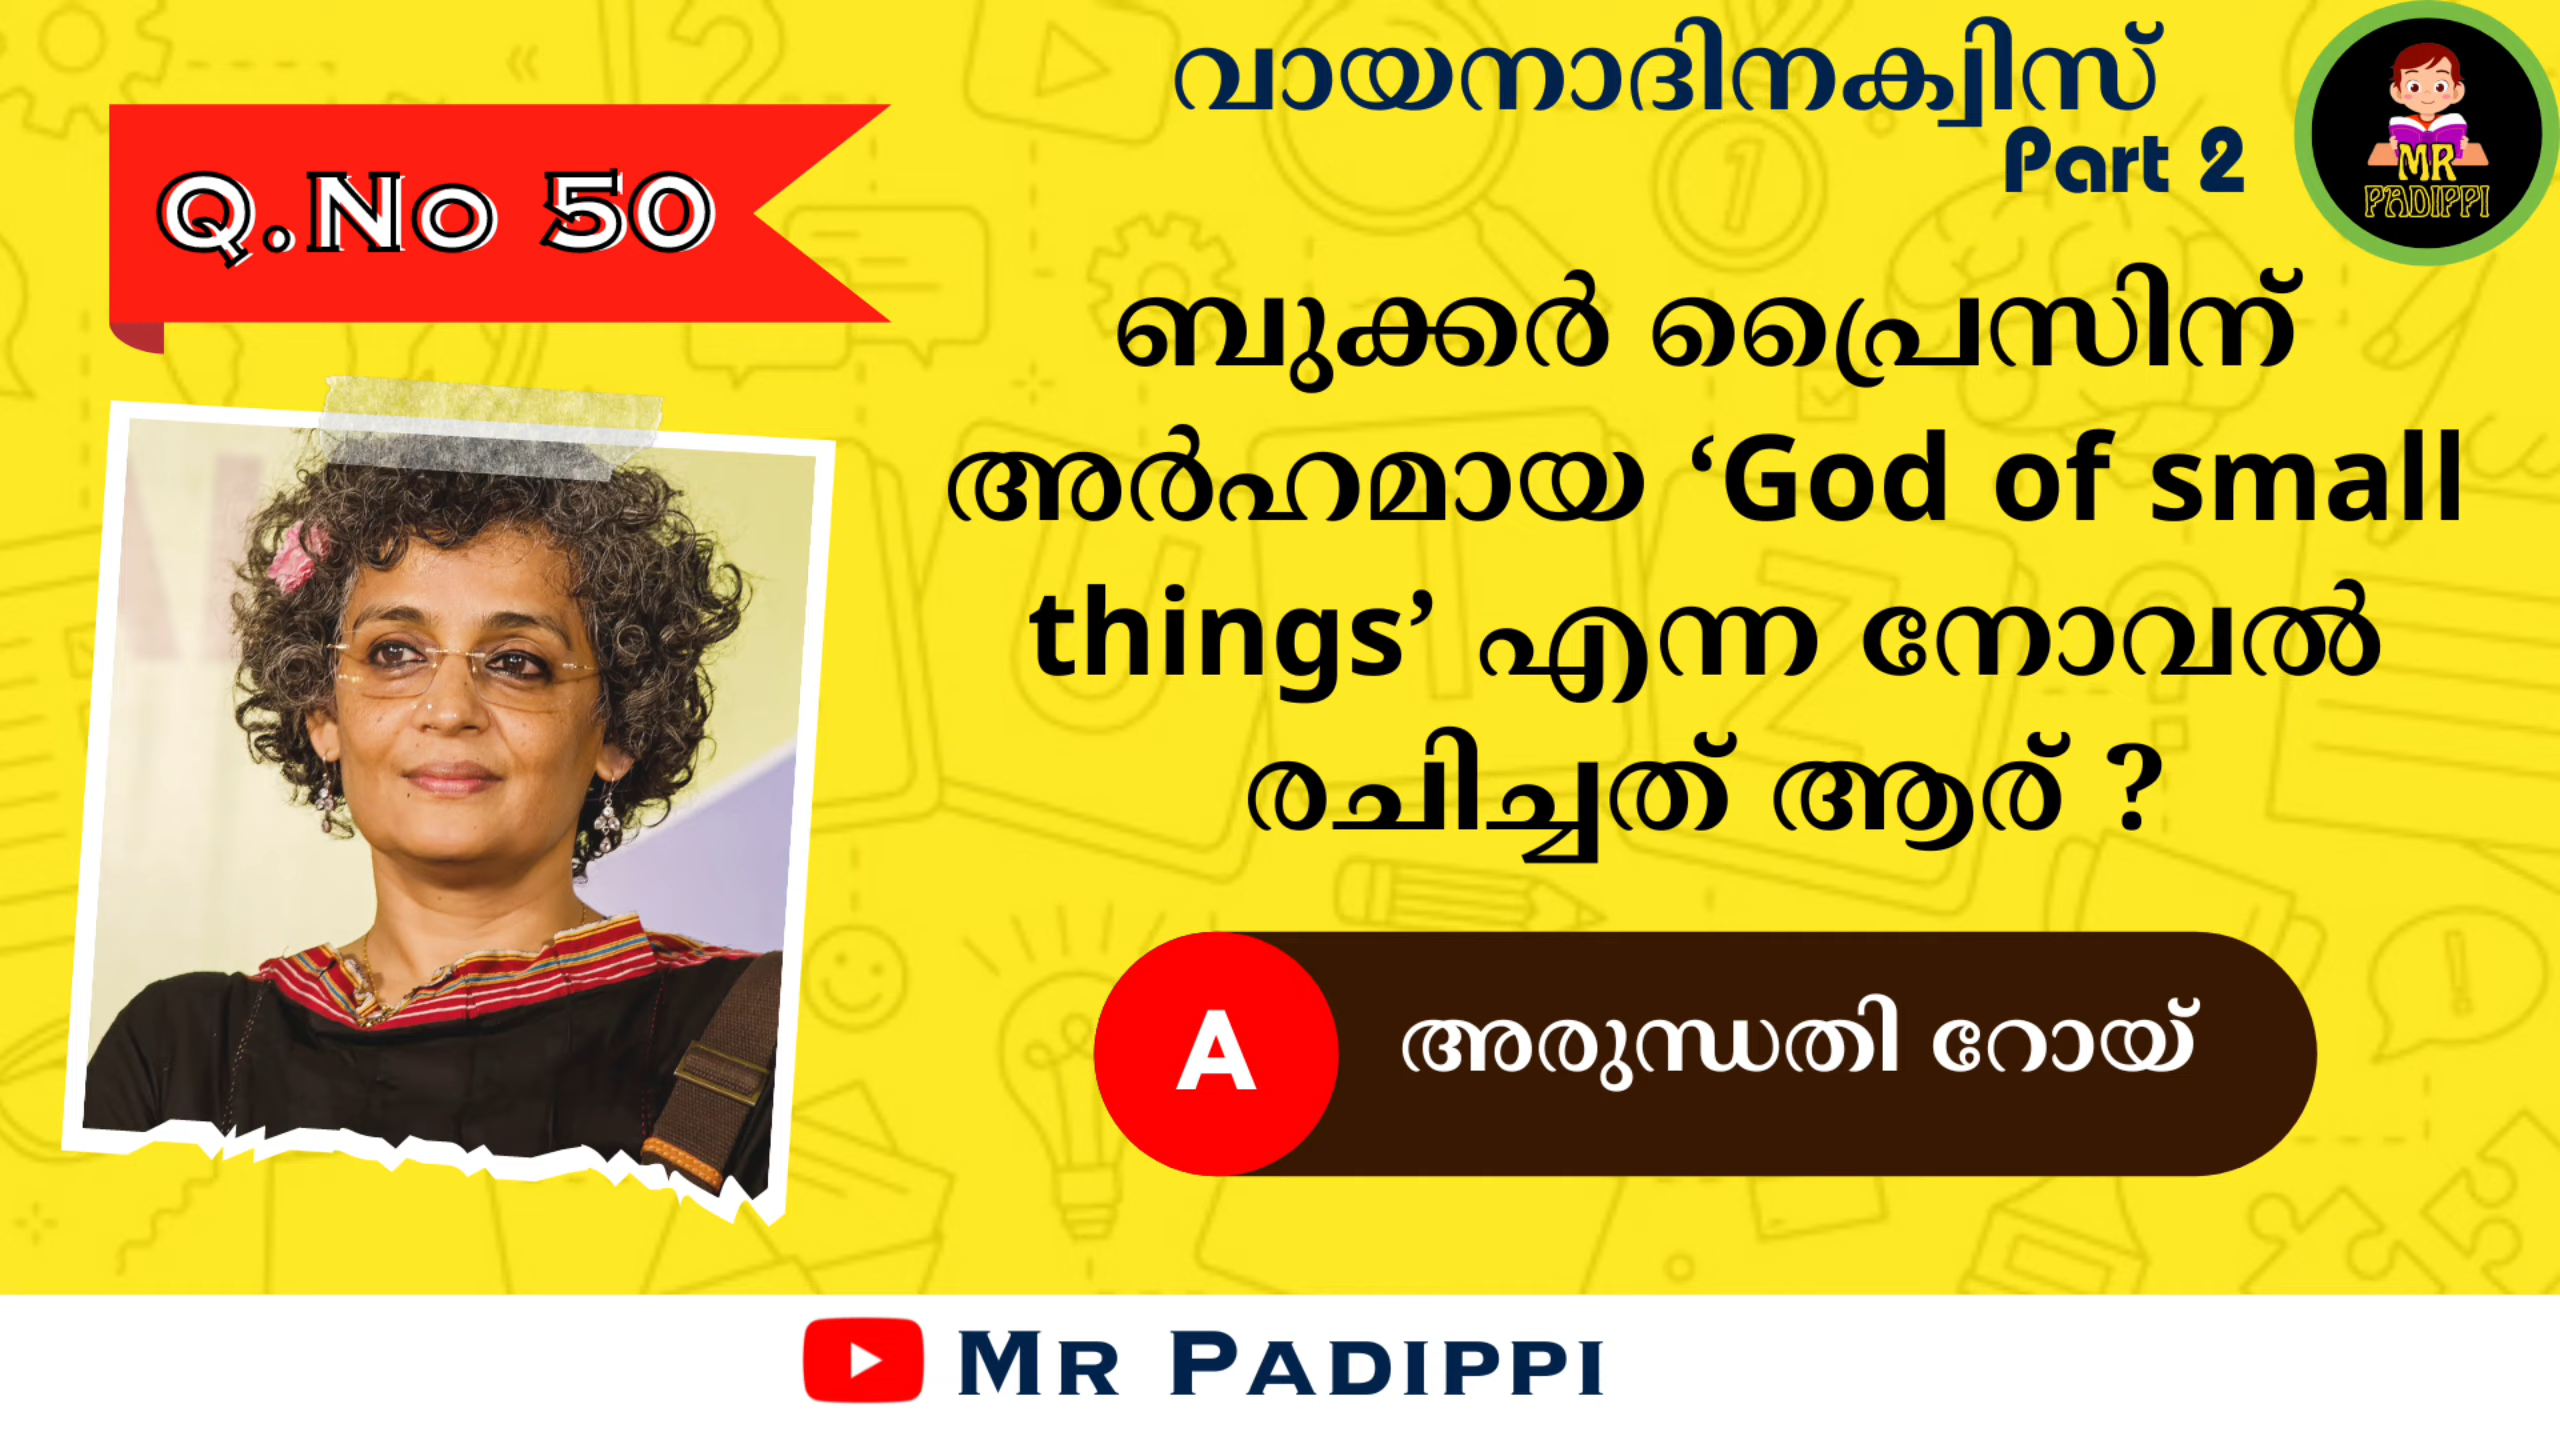 വായനാദിനക്വിസ്
Part 2
MR
PADIPPI
Q.No 50
ബുക്കർ പ്രൈസിന്
അർഹമായ ‘God of small
things’ എന്ന നോവൽ
രചിച്ചത് ആര് ?
A അരുന്ധതി റോയ്
Mr Padippi